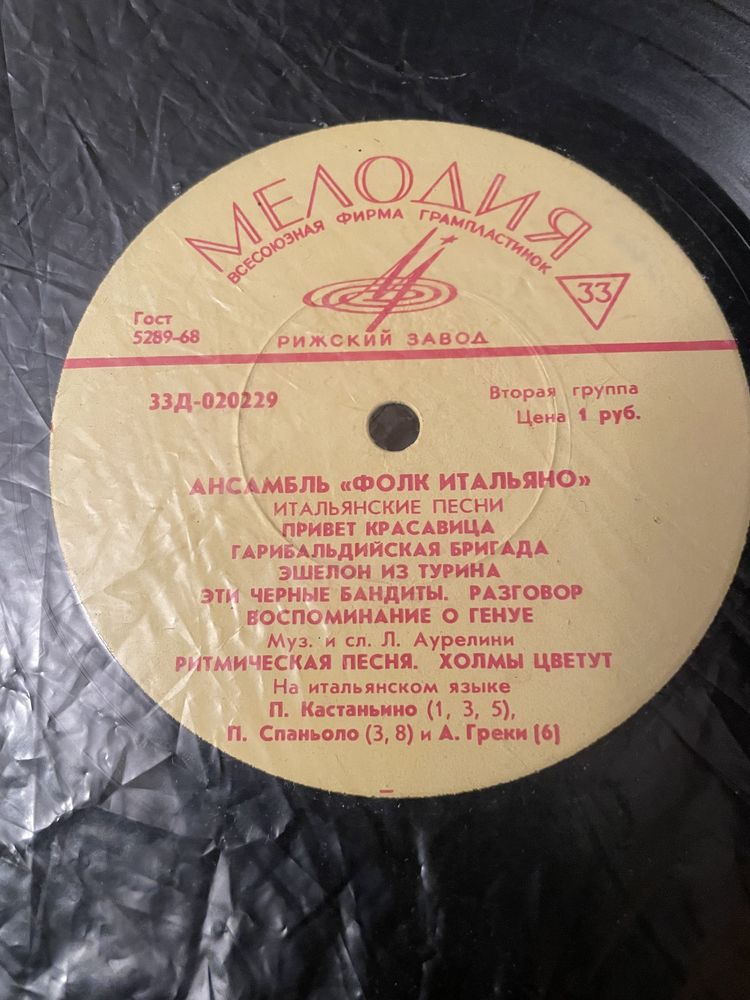 МЕЛОДИЯ
ВСЕСОЮЗНАЯ ФИРМА ГРАМПЛАСТИНОК
33
Гост
5289-68
РИЖСКИЙ ЗАВОД
33Д-020229
Вторая группа
Цена 1 руб.
АНСАМБЛЬ «ФОЛК ИТАЛЬЯНО»
ИТАЛЬЯНСКИЕ ПЕСНИ
ПРИВЕТ КРАСАВИЦА
ГАРИБАЛЬДИЙСКАЯ БРИГАДА
ЭШЕЛОН ИЗ ТУРИНА
ЭТИ ЧЕРНЫЕ БАНДИТЫ. РАЗГОВОР
ВОСПОМИНАНИЕ О ГЕНУЕ
Муз. и сл. Л. Аурелини
РИТМИЧЕСКАЯ ПЕСНЯ. ХОЛМЫ ЦВЕТУТ
На итальянском языке
П. Кастаньино (1, 3, 5),
П. Спаньоло (3, 8) и А. Греки (6)